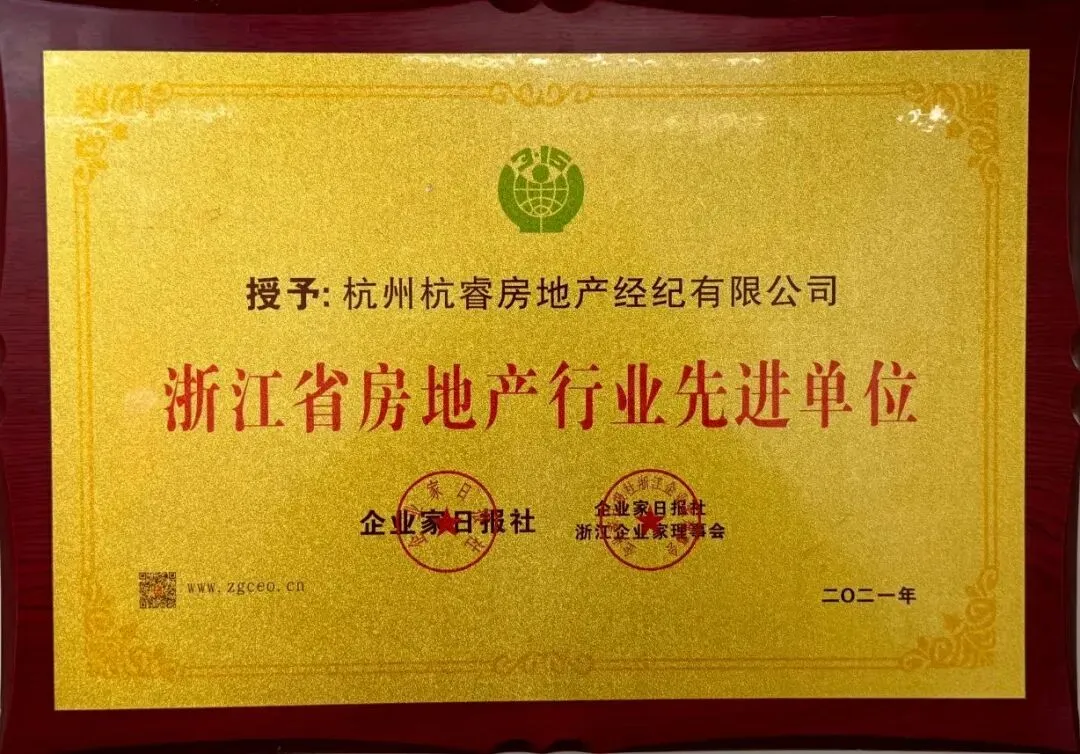 3·15
授予:杭州杭睿房地产经纪有限公司
浙江省房地产行业先进单位
企业家日报社
企业家日报社
浙江企业家理事会
www.zgceo.cn
二〇二一年